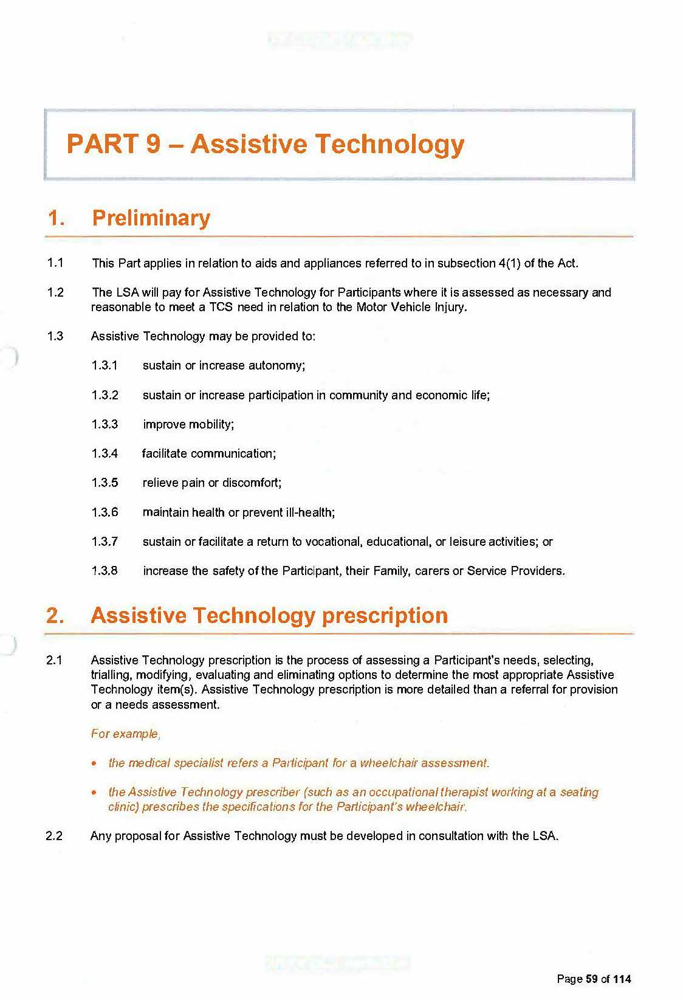 PART 9 – Assistive Technology
1. Preliminary
1.1 This Part applies in relation to aids and appliances referred to in subsection 4(1) of the Act.
1.2 The LSA will pay for Assistive Technology for Participants where it is assessed as necessary and
reasonable to meet a TCS need in relation to the Motor Vehicle Injury.
1.3 Assistive Technology may be provided to:
1.3.1 sustain or increase autonomy;
1.3.2 sustain or increase participation in community and economic life;
1.3.3 improve mobility;
1.3.4 facilitate communication;
1.3.5 relieve pain or discomfort;
1.3.6 maintain health or prevent ill-health;
1.3.7 sustain or facilitate a return to vocational, educational, or leisure activities; or
1.3.8 increase the safety of the Participant, their Family, carers or Service Providers.
2. Assistive Technology prescription
2.1 Assistive Technology prescription is the process of assessing a Participant's needs, selecting,
trialling, modifying, evaluating and eliminating options to determine the most appropriate Assistive
Technology item(s). Assistive Technology prescription is more detailed than a referral for provision
or a needs assessment.
For example,
• the medical specialist refers a Participant for a wheelchair assessment.
• the Assistive Technology prescriber (such as an occupational therapist working at a seating
clinic) prescribes the specifications for the Participant's wheelchair.
2.2 Any proposal for Assistive Technology must be developed in consultation with the LSA.
Page 59 of 114